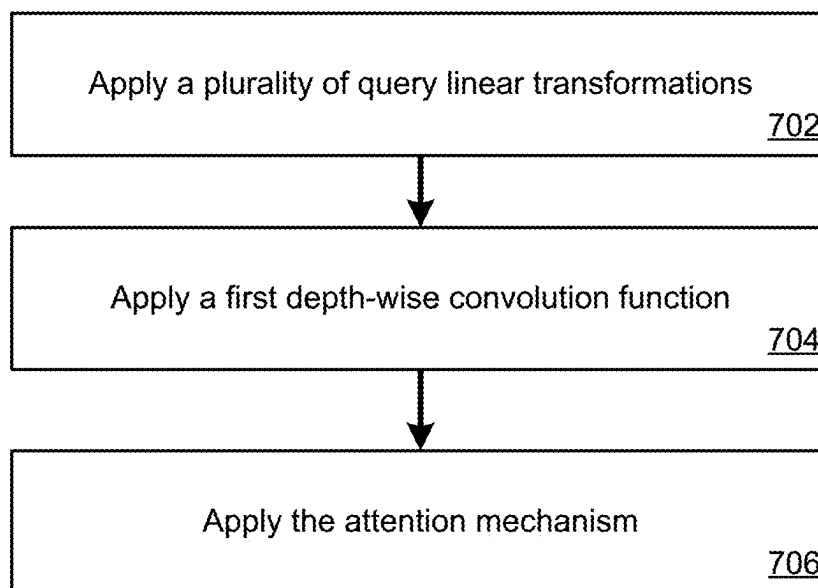 Apply a plurality of query linear transformations
702
Apply a first depth-wise convolution function
704
Apply the attention mechanism
706